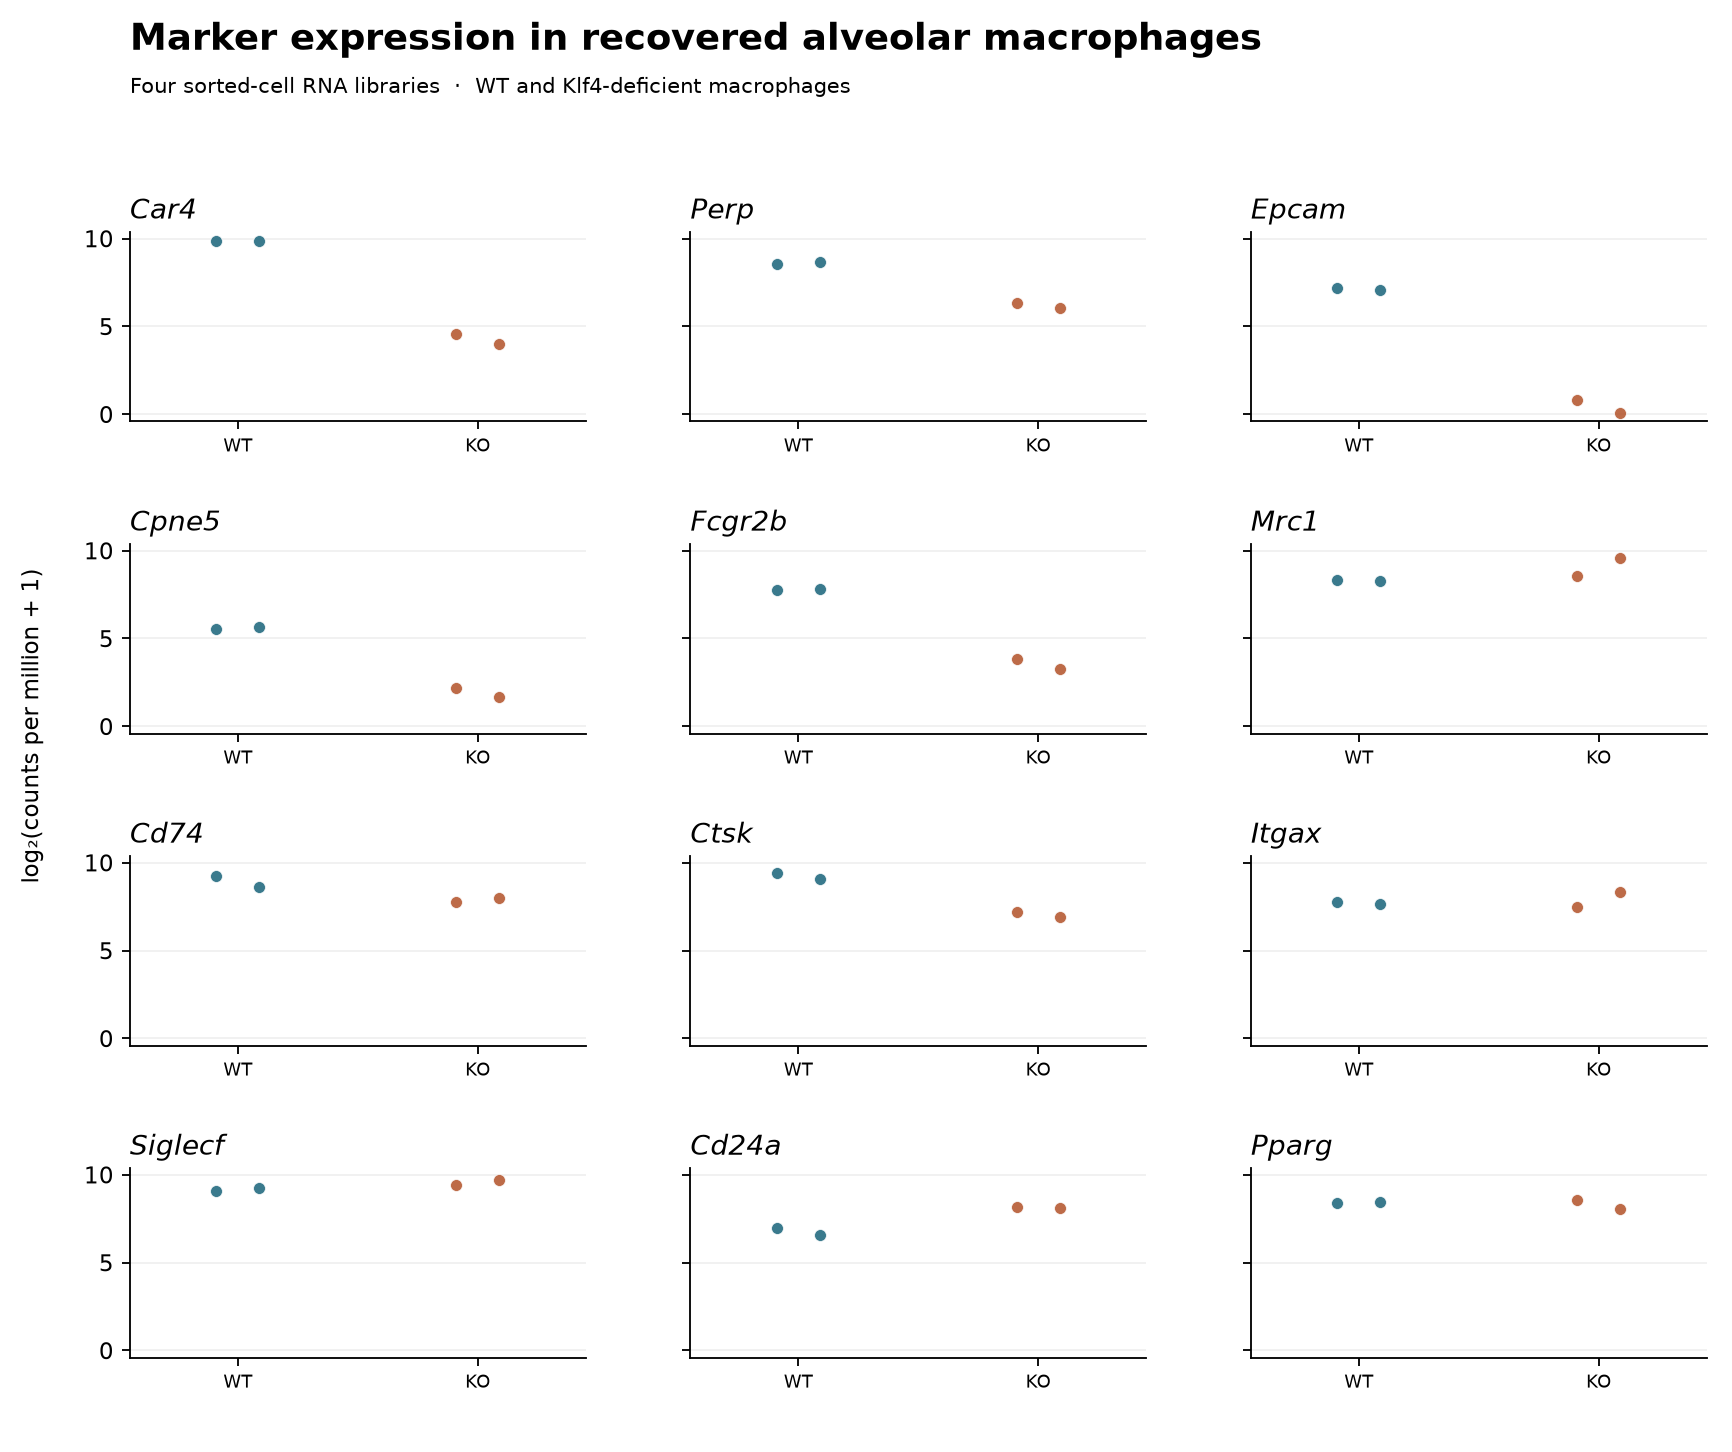 Marker expression in recovered alveolar macrophages
Four sorted-cell RNA libraries · WT and Klf4-deficient macrophages
log₂(counts per million + 1)
Car4
10
5
0
WT
KO
Perp
WT
KO
Epcam
WT
KO
Cpne5
10
5
0
WT
KO
Fcgr2b
WT
KO
Mrc1
WT
KO
Cd74
10
5
0
WT
KO
Ctsk
WT
KO
Itgax
WT
KO
Siglecf
10
5
0
WT
KO
Cd24a
WT
KO
Pparg
WT
KO